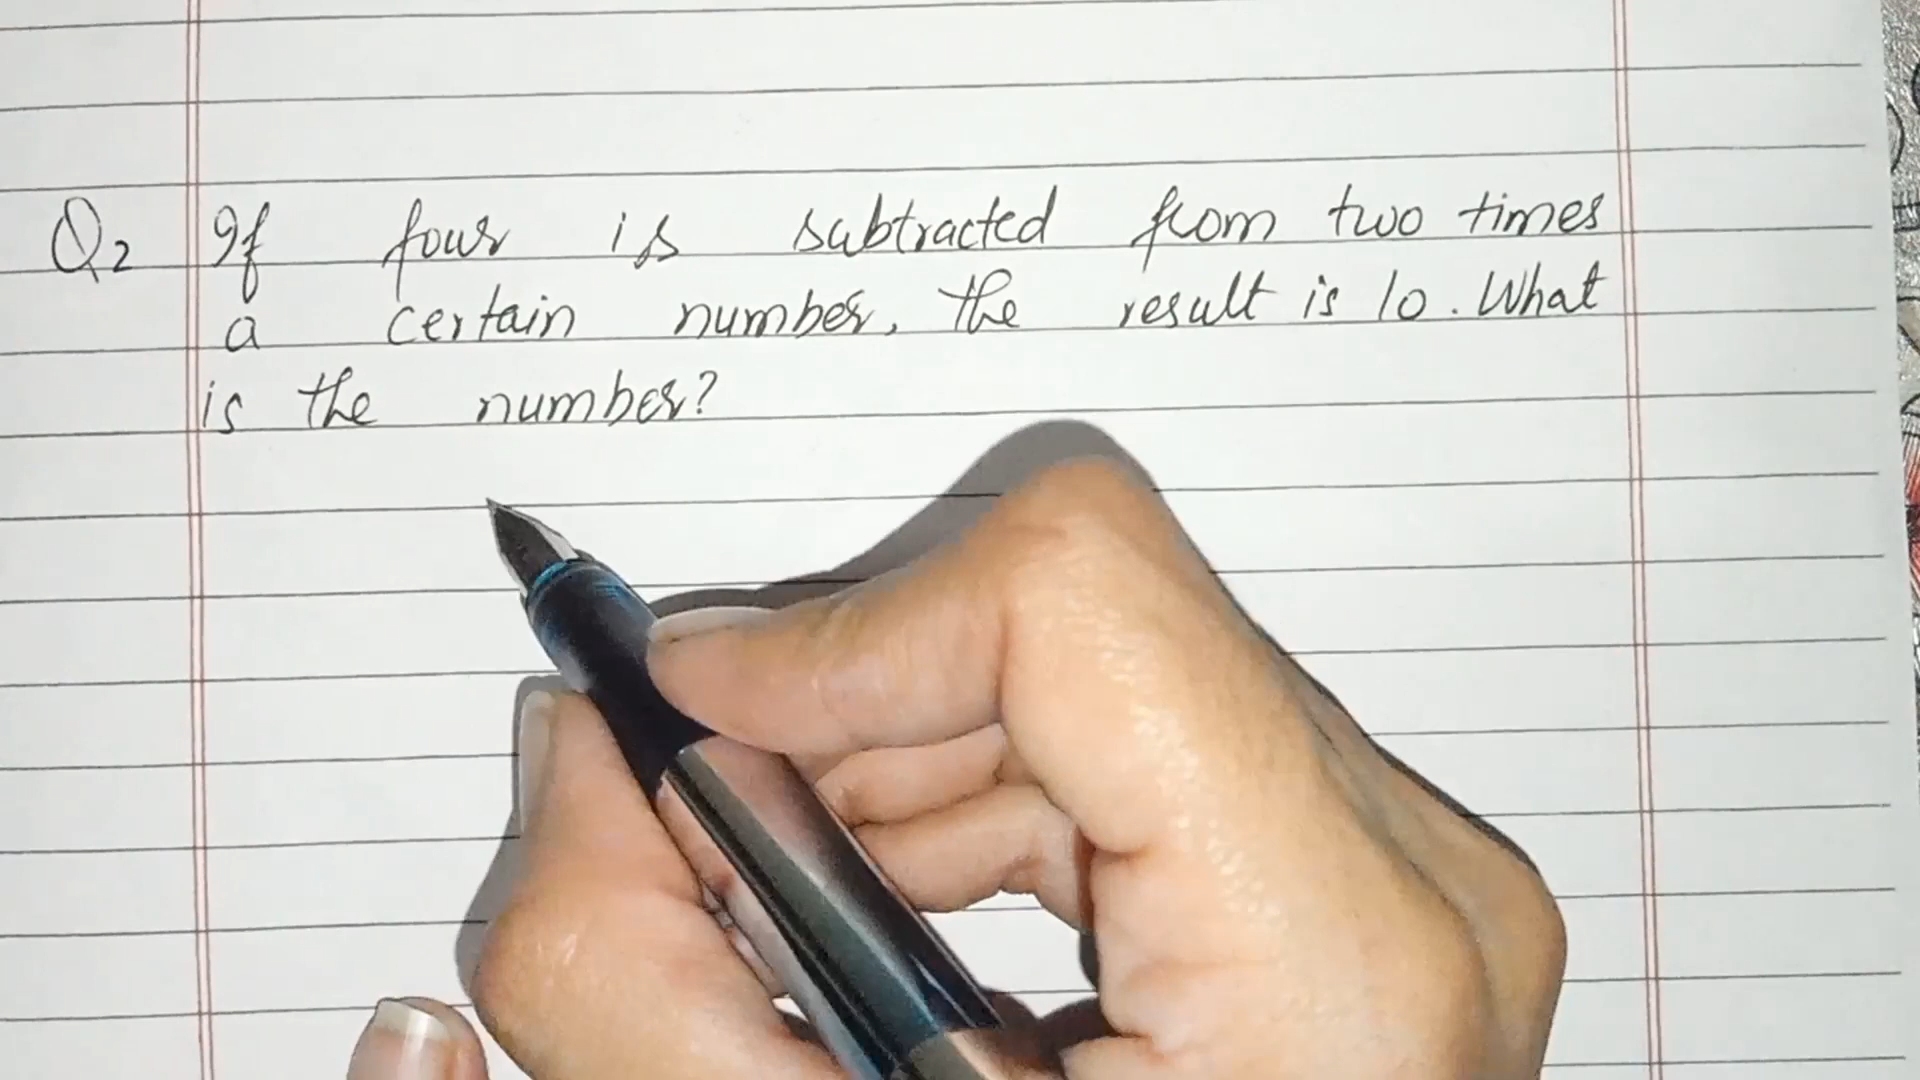 Q2 If four is subtracted from two times
a certain number, the result is 10. What
is the number?